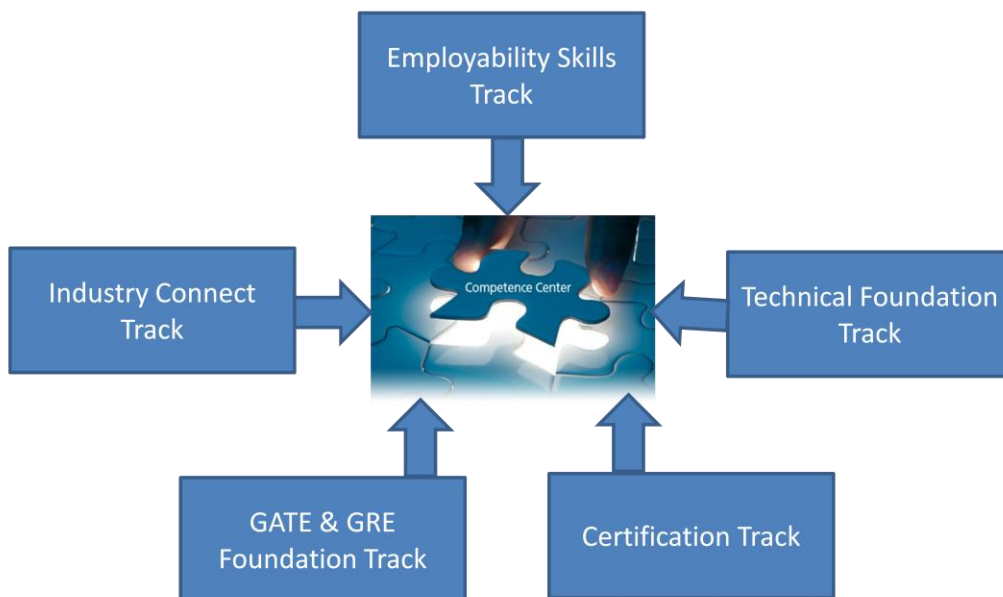 Employability Skills
Track
Industry Connect
Track
Competence Center
Technical Foundation
Track
GATE & GRE
Foundation Track
Certification Track